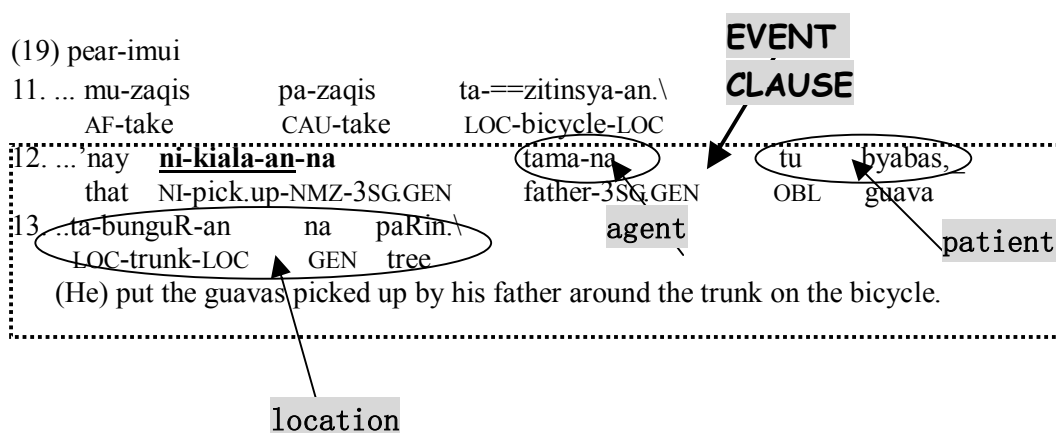 EVENT
CLAUSE
(19) pear-imui
11. ... mu-zaqis pa-zaqis ta-==zitinsya-an.\
AF-take CAU-take LOC-bicycle-LOC
12. ...’nay ni-kiala-an-na tama-na tu byabas,_
that NI-pick.up-NMZ-3SG.GEN father-3SG.GEN OBL guava
13. ..ta-bunguR-an na paRin.\
LOC-trunk-LOC GEN tree
agent
patient
(He) put the guavas picked up by his father around the trunk on the bicycle.
location